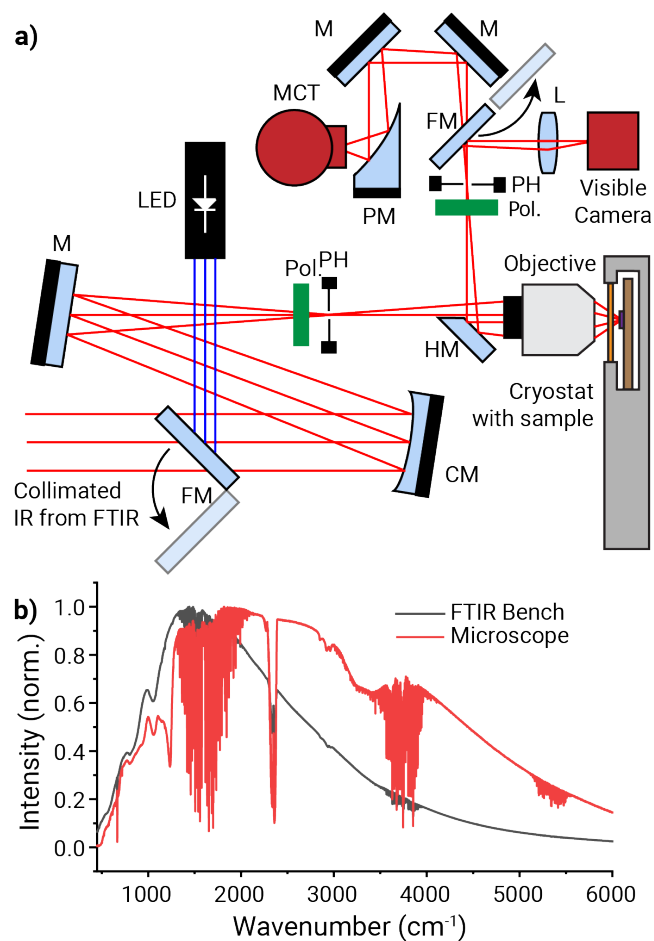 a)
M
M
MCT
FM
L
PM
PH
Pol.
Visible
Camera
LED
M
Pol.
PH
Objective
HM
Cryostat
with sample
CM
Collimated
IR from FTIR
FM
b)
1.0
0.8
0.6
0.4
0.2
0.0
Intensity (norm.)
FTIR Bench
Microscope
1000
2000
3000
4000
5000
6000
Wavenumber (cm⁻¹)